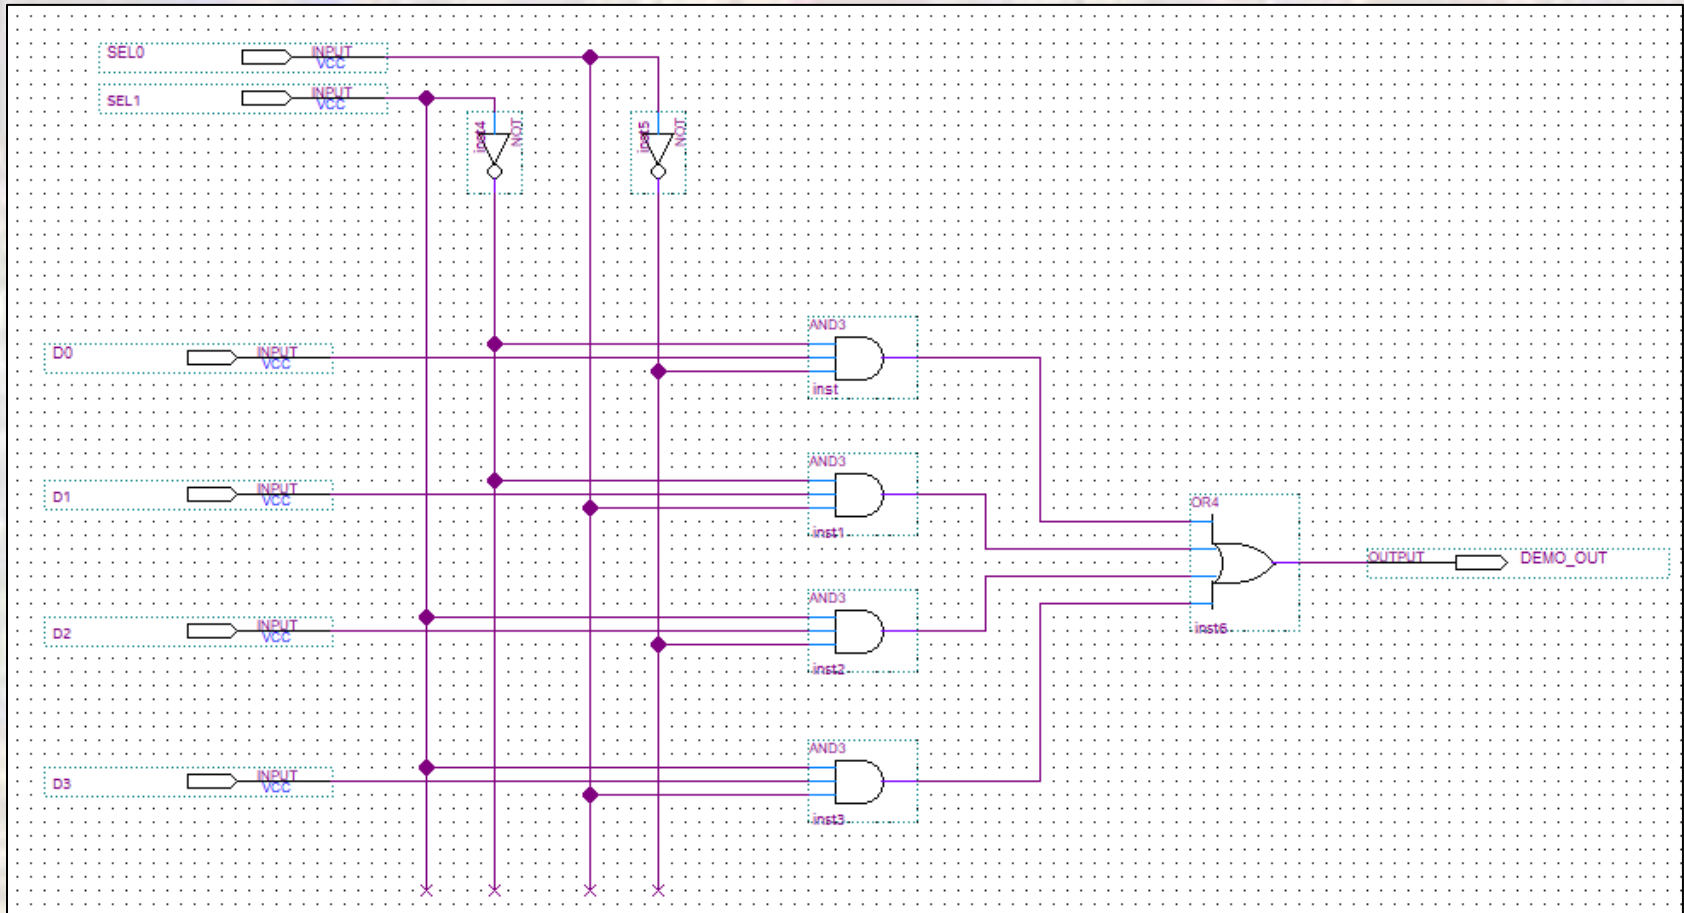 SEL0
INPUT
VCC
SEL1
INPUT
VCC
inst4
NOT
inst5
NOT
AND3
D0
INPUT
VCC
inst
AND3
D1
INPUT
VCC
inst1
OR4
OUTPUT
DEMO_OUT
AND3
D2
INPUT
VCC
inst6
inst2
AND3
D3
INPUT
VCC
inst3